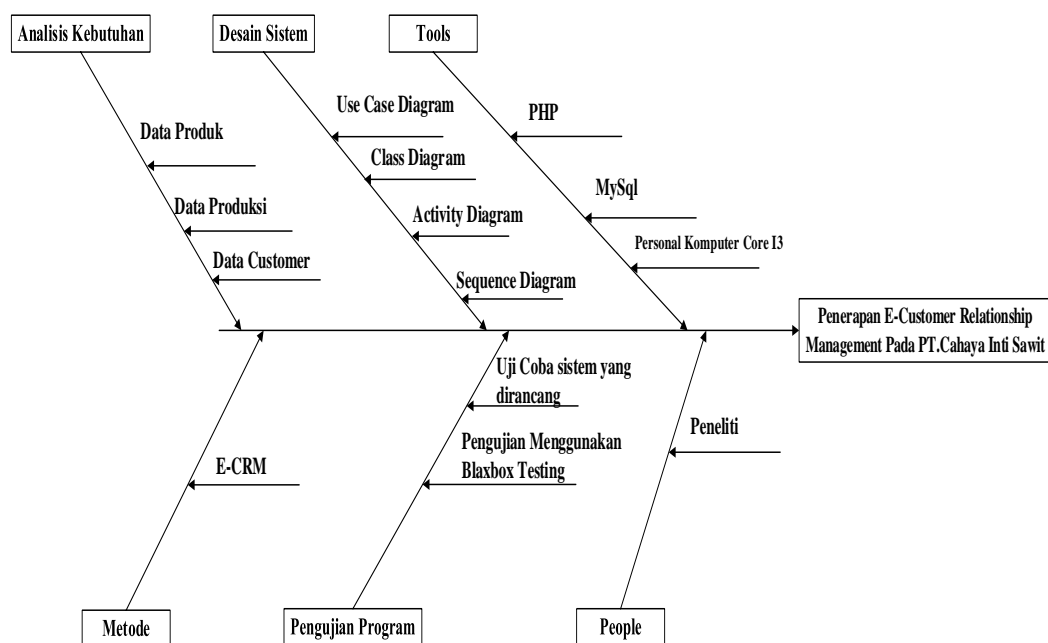 Analisis Kebutuhan
Desain Sistem
Tools
Use Case Diagram
PHP
Data Produk
Class Diagram
MySql
Data Produksi
Activity Diagram
Personal Komputer Core I3
Data Customer
Sequence Diagram
Penerapan E-Customer Relationship
Management Pada PT.Cahaya Inti Sawit
Uji Coba sistem yang
dirancang
Peneliti
Pengujian Menggunakan
Blaxbox Testing
E-CRM
Metode
Pengujian Program
People